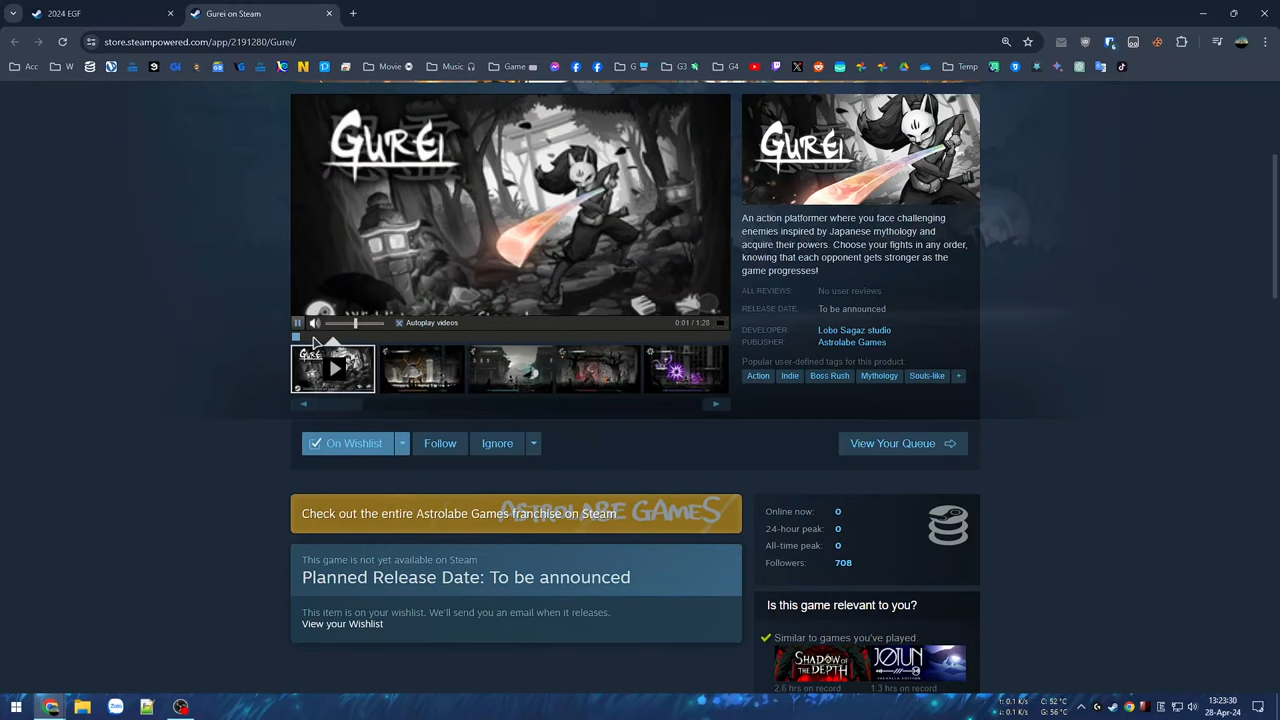 2024 EGF
Gurei on Steam
store.steampowered.com/app/2191280/Gurei/
Acc
W
Movie
Music
Game
G3
G4
Temp
GUREI
GUREI
An action platformer where you face challenging
enemies inspired by Japanese mythology and
acquire their powers. Choose your fights in any order,
knowing that each opponent gets stronger as the
game progresses!
ALL REVIEWS: No user reviews
RELEASE DATE: To be announced
DEVELOPER: Lobo Sagaz studio
PUBLISHER: Astrolabe Games
Popular user-defined tags for this product:
Action Indie Boss Rush Mythology Souls-like +
Autoplay videos
0:01 / 1:28
On Wishlist
Follow
Ignore
View Your Queue
Check out the entire Astrolabe Games franchise on Steam
ASTROLABE GAMES
This game is not yet available on Steam
Planned Release Date: To be announced
This item is on your wishlist. We'll send you an email when it releases.
View your Wishlist
Online now: 0
24-hour peak: 0
All-time peak: 0
Followers: 708
Is this game relevant to you?
Similar to games you've played.
SHADOW OF THE DEPTH
JOTUN
VALHALLA EDITION
2.6 hrs on record
1.3 hrs on record
Zalo
↑: 0.1 K/s
↓: 0.1 K/s
C: 52 °C
G: 56 °C
13:23:30
28-Apr-24